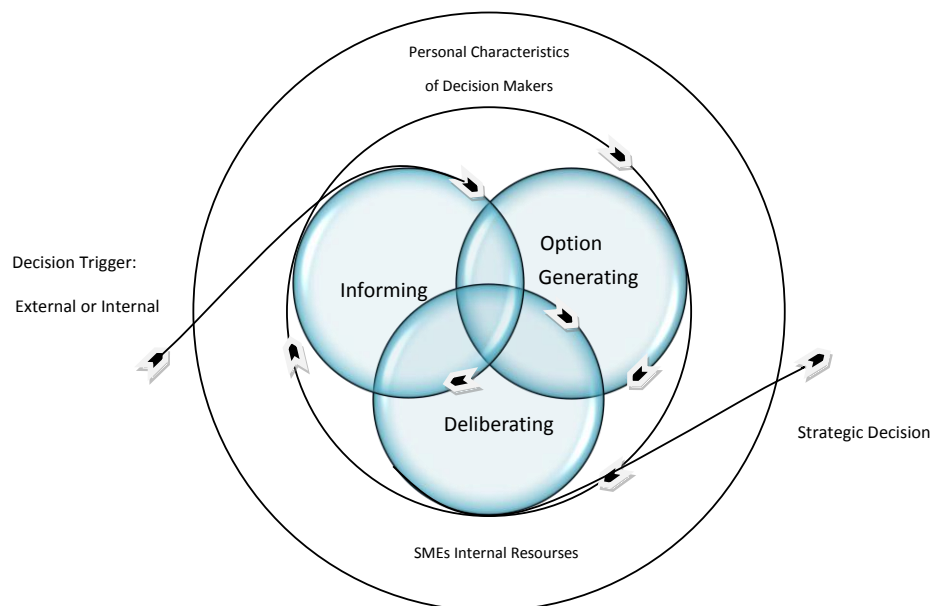 Personal Characteristics
of Decision Makers
Decision Trigger:
External or Internal
Informing
Option
Generating
Deliberating
Strategic Decision
SMEs Internal Resourses